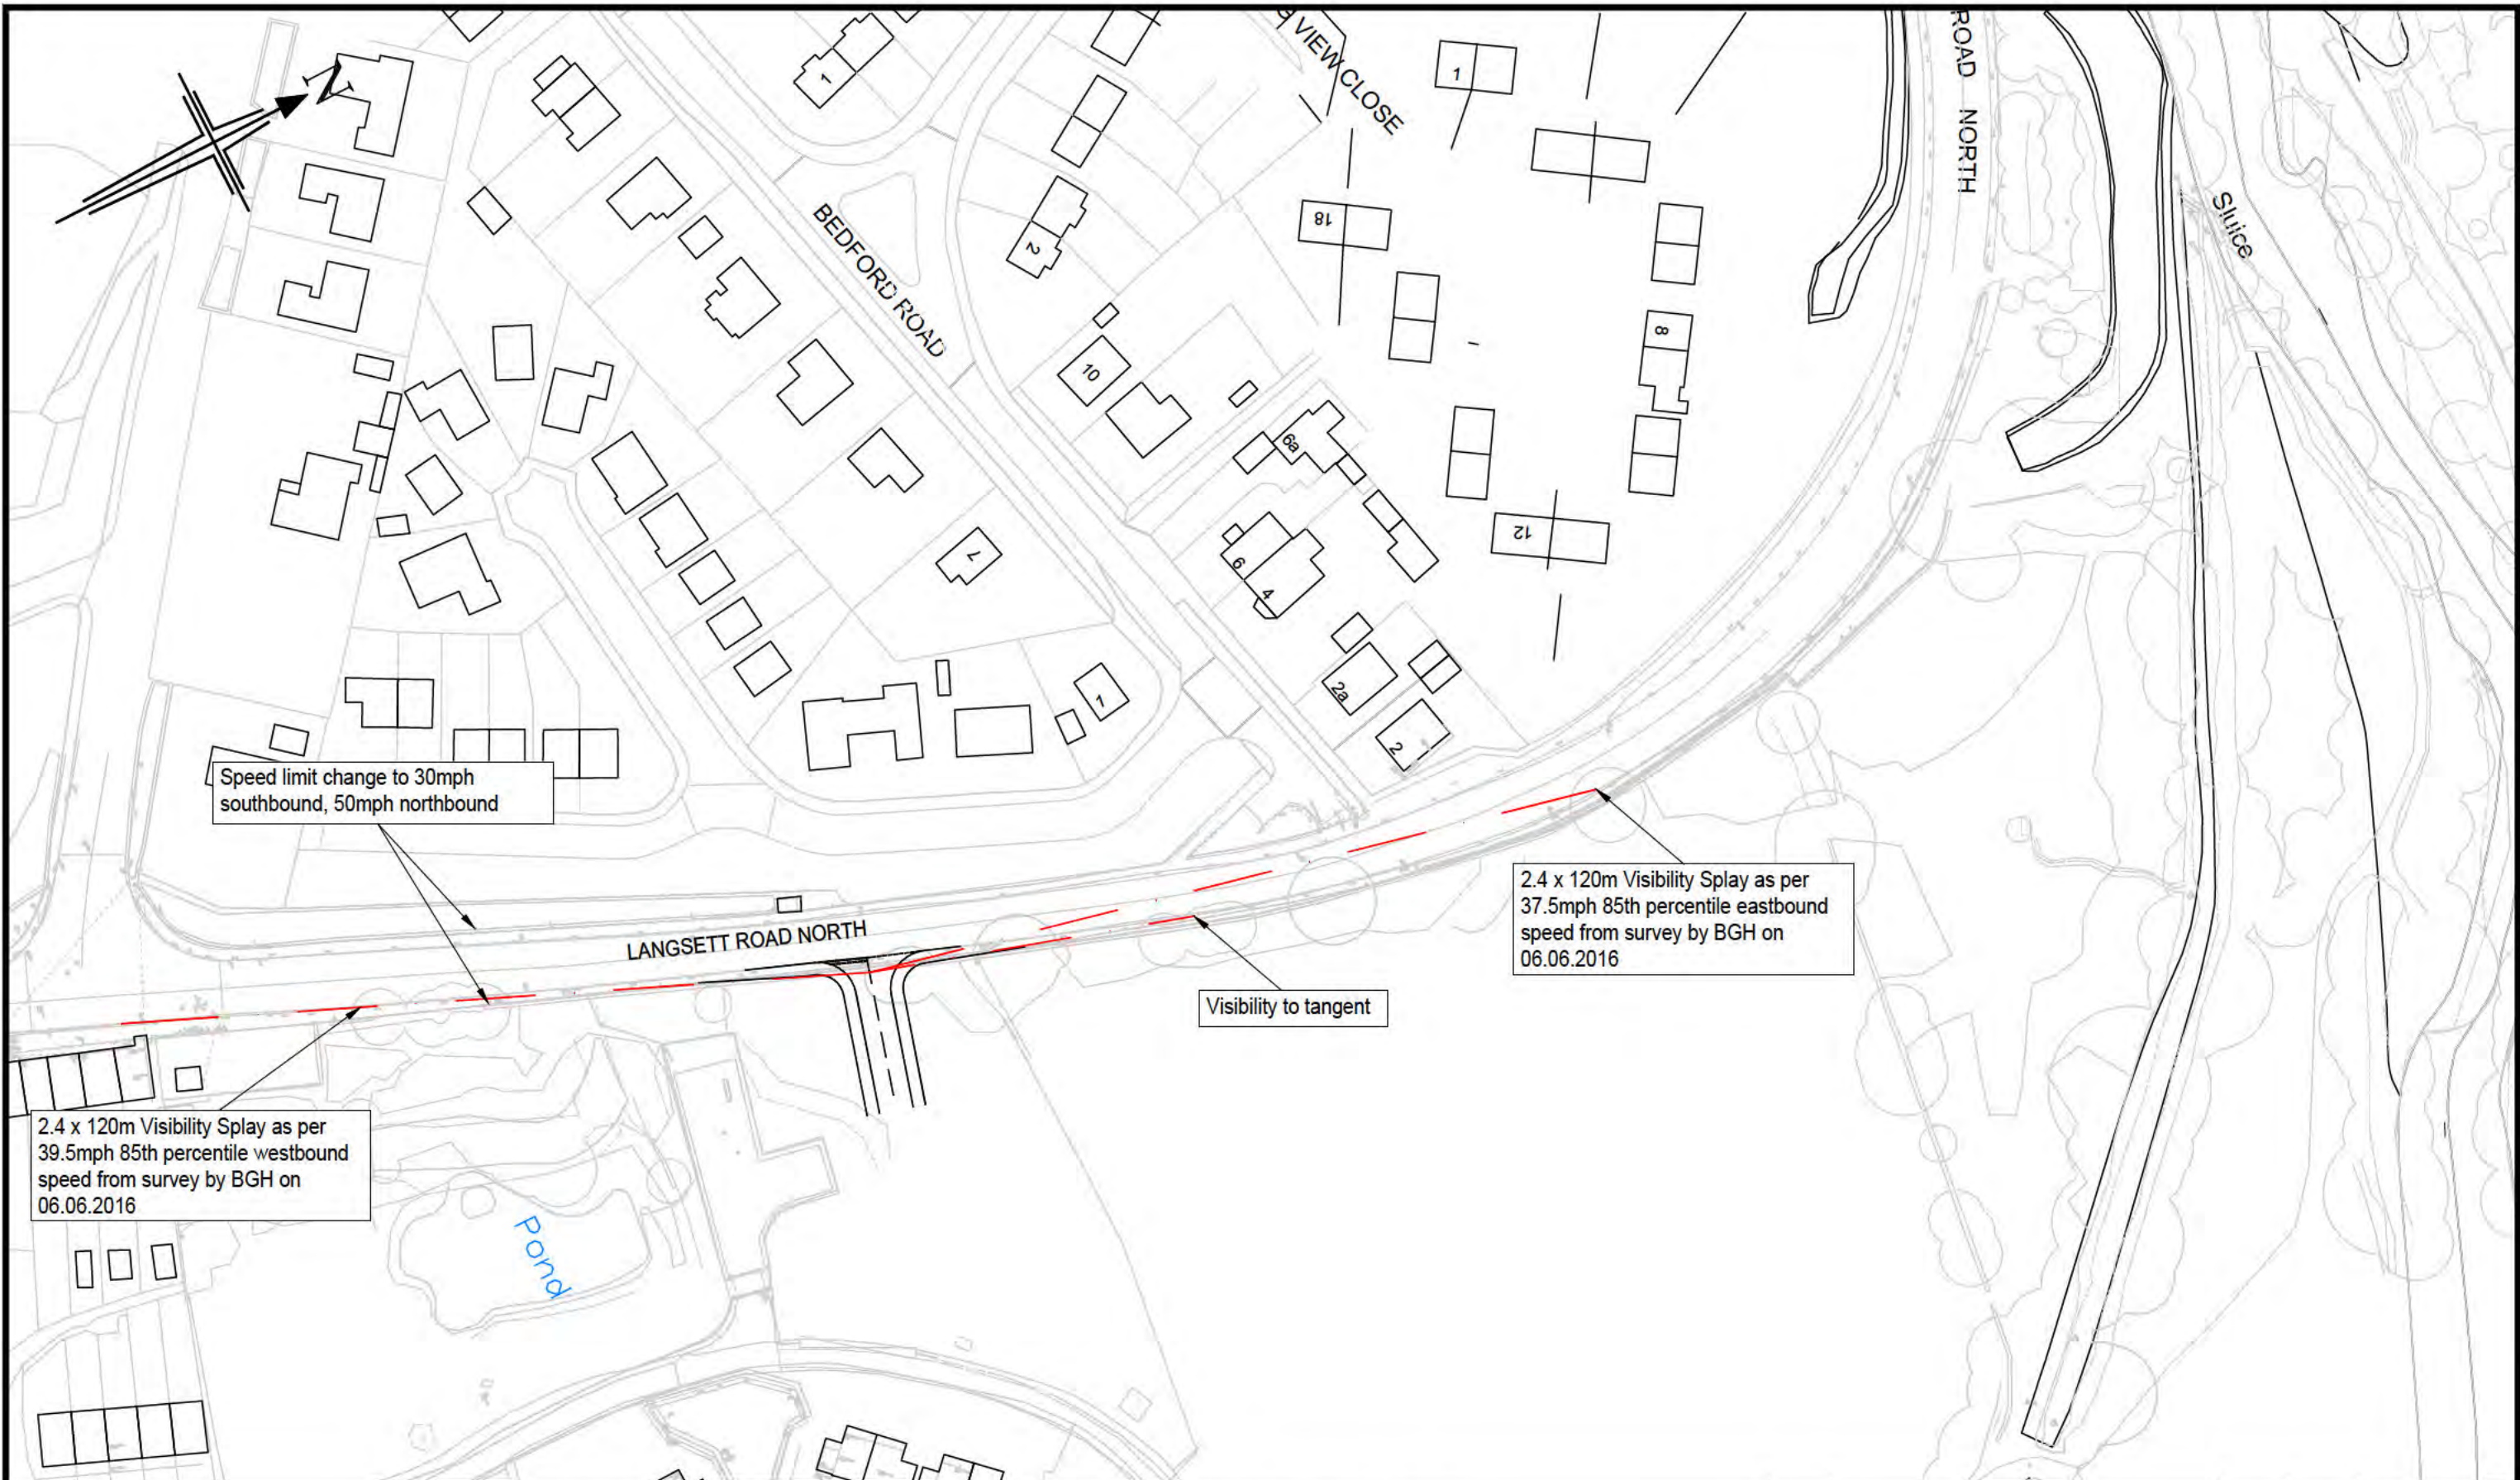 N
1
VIEW CLOSE
1
ROAD NORTH
Sluice
BEDFORD ROAD
2
18
8
10
6a
12
7
6
4
2a
1
2
Speed limit change to 30mph
southbound, 50mph northbound
2.4 x 120m Visibility Splay as per
37.5mph 85th percentile eastbound
speed from survey by BGH on
06.06.2016
LANGSETT ROAD NORTH
Visibility to tangent
2.4 x 120m Visibility Splay as per
39.5mph 85th percentile westbound
speed from survey by BGH on
06.06.2016
Pond